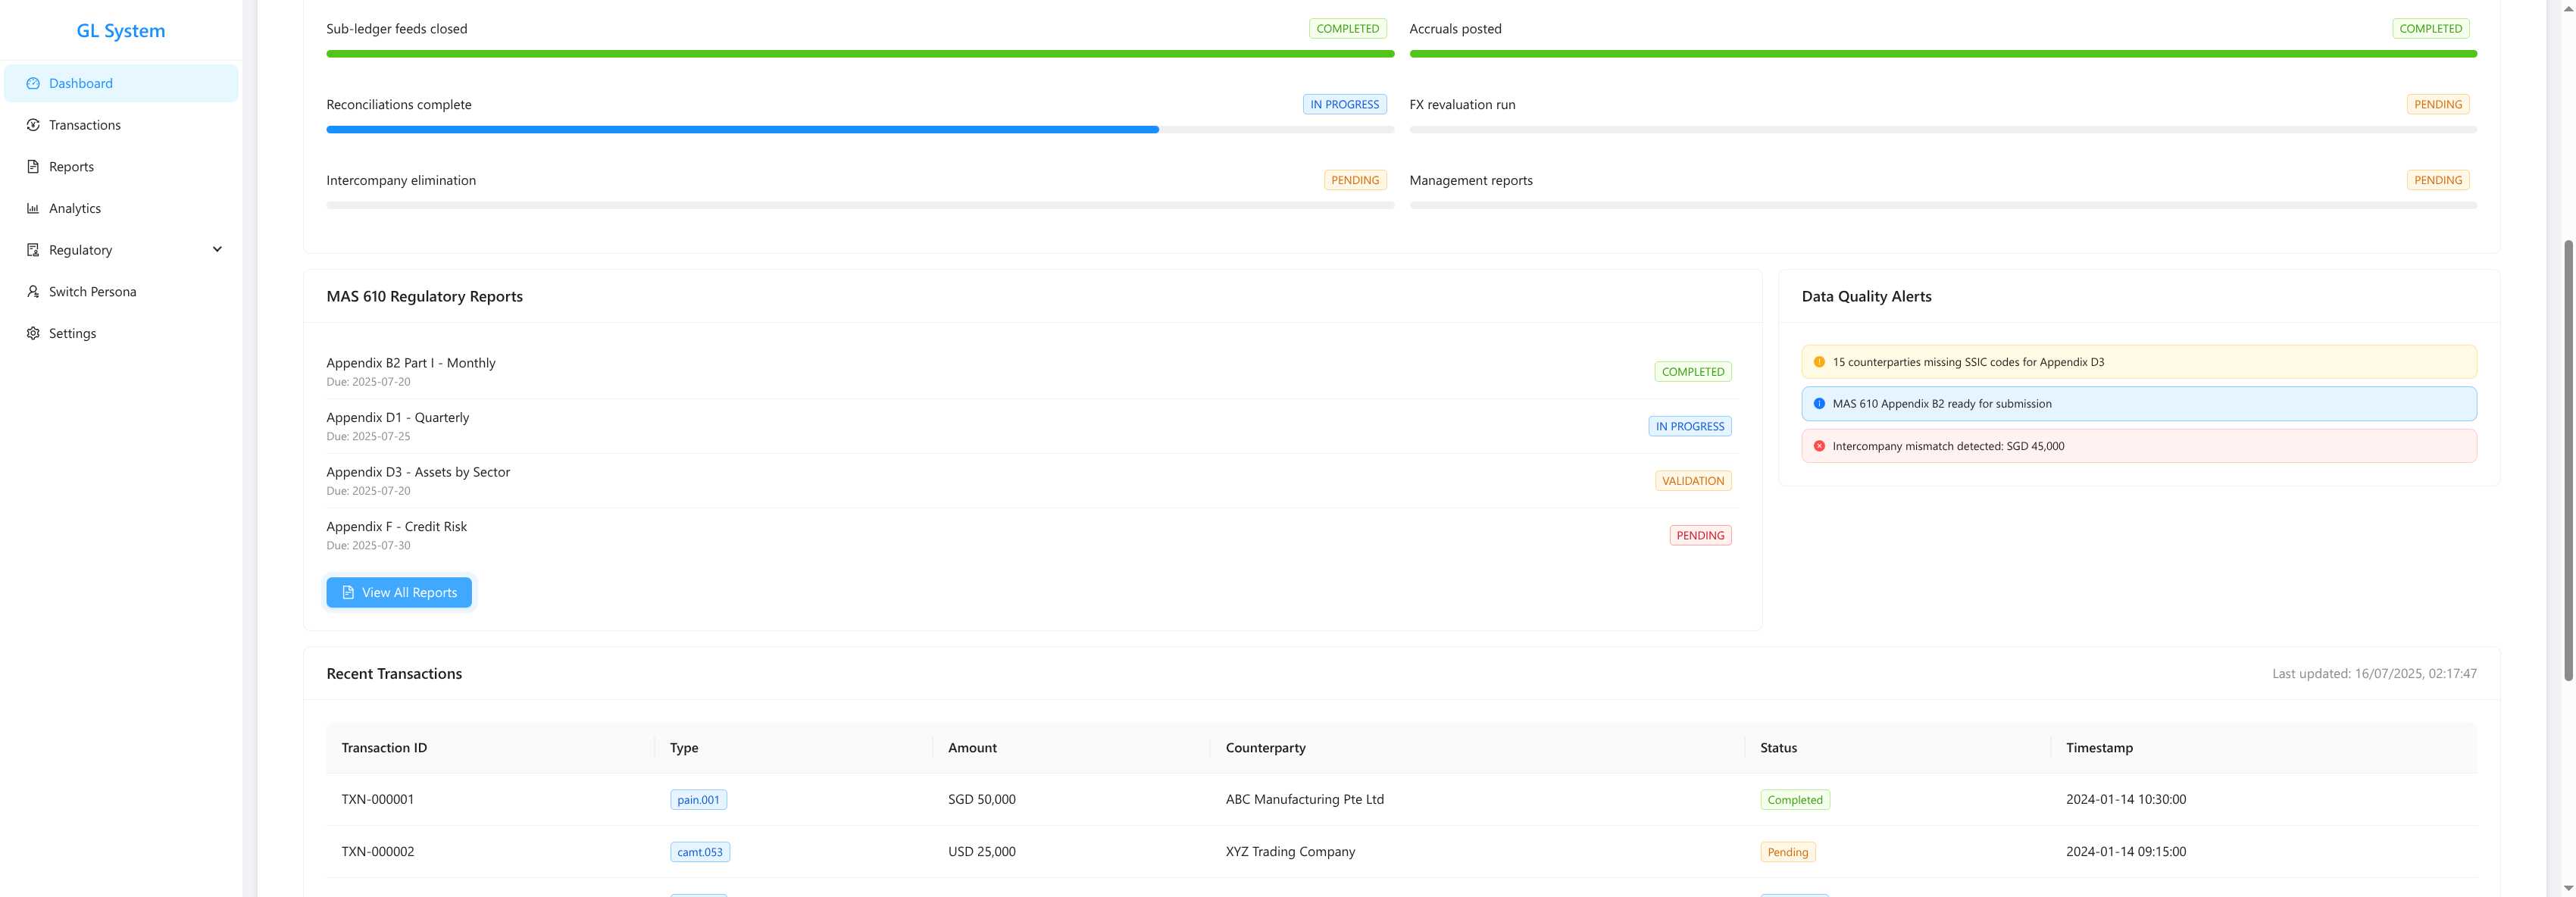 GL System
Dashboard
Transactions
Reports
Analytics
Regulatory
Switch Persona
Settings
Sub-ledger feeds closed COMPLETED
Accruals posted COMPLETED
Reconciliations complete IN PROGRESS
FX revaluation run PENDING
Intercompany elimination PENDING
Management reports PENDING
MAS 610 Regulatory Reports
Appendix B2 Part I - Monthly
Due: 2025-07-20
COMPLETED
Appendix D1 - Quarterly
Due: 2025-07-25
IN PROGRESS
Appendix D3 - Assets by Sector
Due: 2025-07-20
VALIDATION
Appendix F - Credit Risk
Due: 2025-07-30
PENDING
View All Reports
Data Quality Alerts
15 counterparties missing SSIC codes for Appendix D3
MAS 610 Appendix B2 ready for submission
Intercompany mismatch detected: SGD 45,000
Recent Transactions
Last updated: 16/07/2025, 02:17:47
Transaction ID Type Amount Counterparty Status Timestamp
TXN-000001 pain.001 SGD 50,000 ABC Manufacturing Pte Ltd Completed 2024-01-14 10:30:00
TXN-000002 camt.053 USD 25,000 XYZ Trading Company Pending 2024-01-14 09:15:00